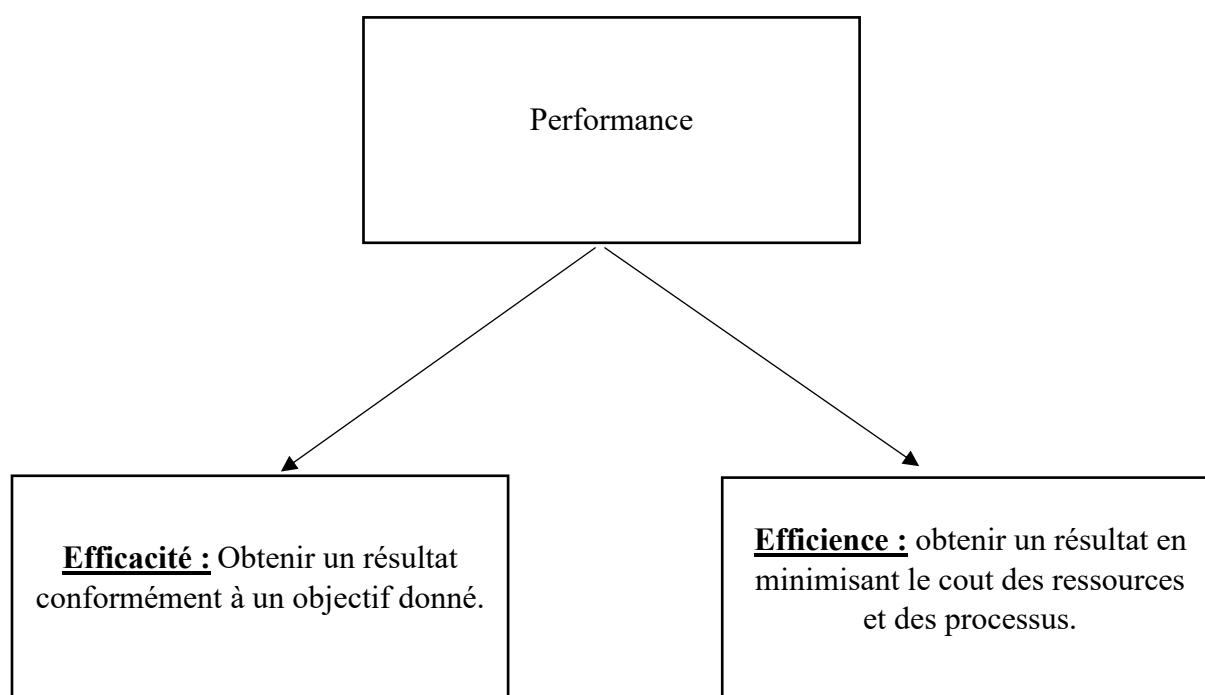 Performance
Efficacité : Obtenir un résultat
conformément à un objectif donné.
Efficience : obtenir un résultat en
minimisant le cout des ressources
et des processus.